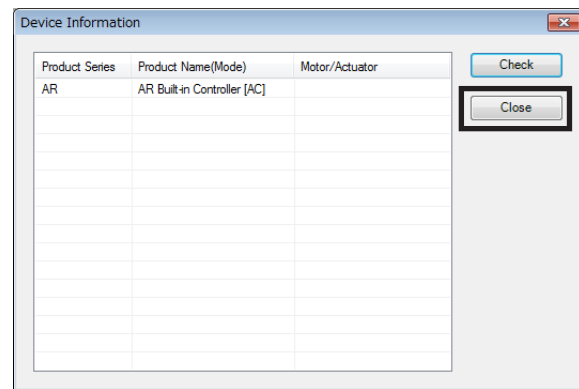 Device Information
Product Series Product Name(Mode) Motor/Actuator
AR AR Built-in Controller [AC]
Check
Close